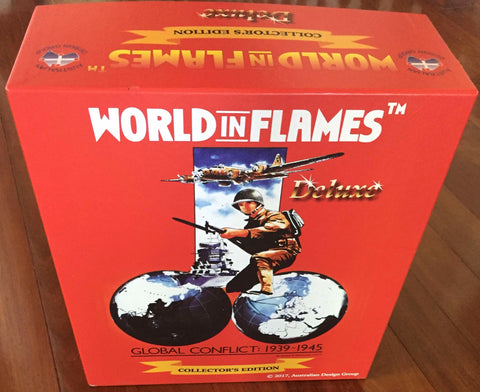 Deluxe
COLLECTOR'S EDITION
WORLD IN FLAMES™
WORLD IN FLAMES™
Deluxe
GLOBAL CONFLICT: 1939-1945
COLLECTOR'S EDITION
© 2017, Australian Design Group